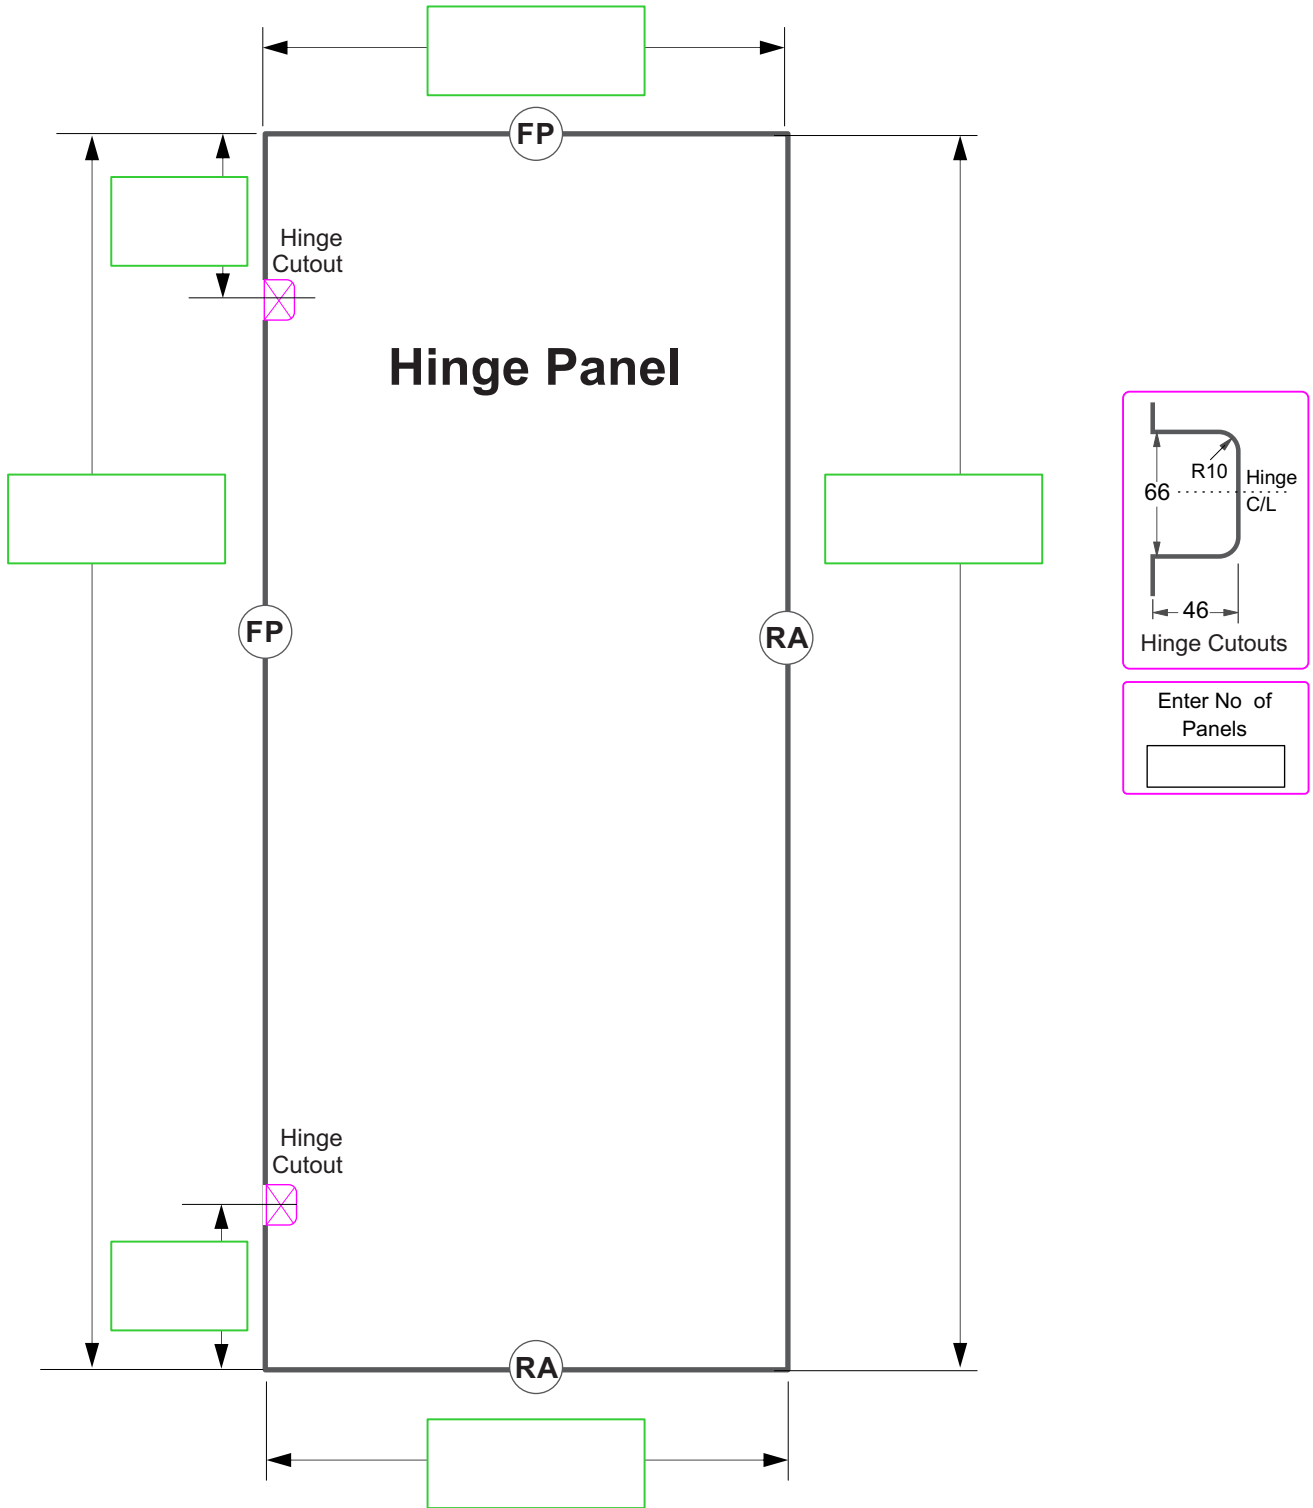 FP
Hinge
Cutout
Hinge Panel
R10
66
Hinge
C/L
46
Hinge Cutouts
FP
RA
Enter No of
Panels
Hinge
Cutout
RA